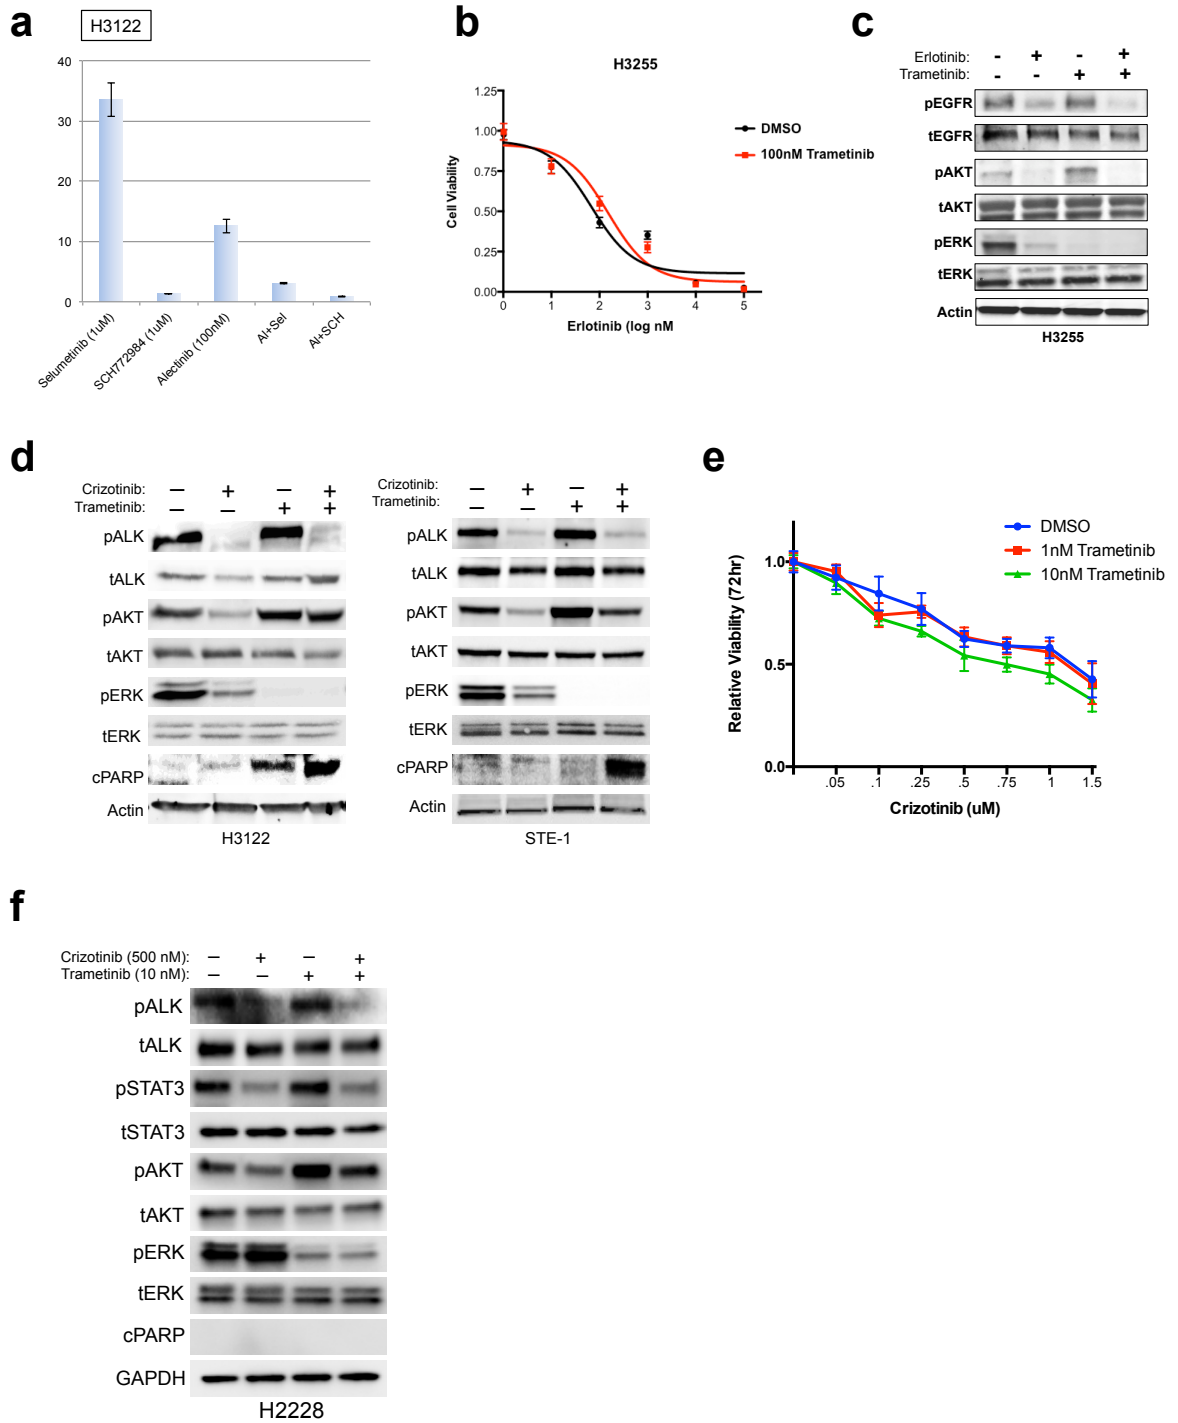 a
H3122
40
30
20
10
0
Selumetinib (1uM)
SCH772984 (1uM)
Alectinib (100nM)
Al+Sel
Al+SCH
b
H3255
1.25
1.00
0.75
0.50
0.25
0.00
Cell Viability
0 1 2 3 4 5
Erlotinib (log nM
DMSO
100nM Trametinib
c
Erlotinib: - + - +
Trametinib: - - + +
pEGFR
tEGFR
pAKT
tAKT
pERK
tERK
Actin
H3255
d
Crizotinib: — + — +
Trametinib: — — + +
pALK
tALK
pAKT
tAKT
pERK
tERK
cPARP
Actin
H3122
Crizotinib: — + — +
Trametinib: — — + +
pALK
tALK
pAKT
tAKT
pERK
tERK
cPARP
Actin
STE-1
e
DMSO
1nM Trametinib
10nM Trametinib
Relative Viability (72hr)
1.0
0.5
0.0
.05 .1 .25 .5 .75 1 1.5
Crizotinib (uM)
f
Crizotinib (500 nM): — + — +
Trametinib (10 nM): — — + +
pALK
tALK
pSTAT3
tSTAT3
pAKT
tAKT
pERK
tERK
cPARP
GAPDH
H2228